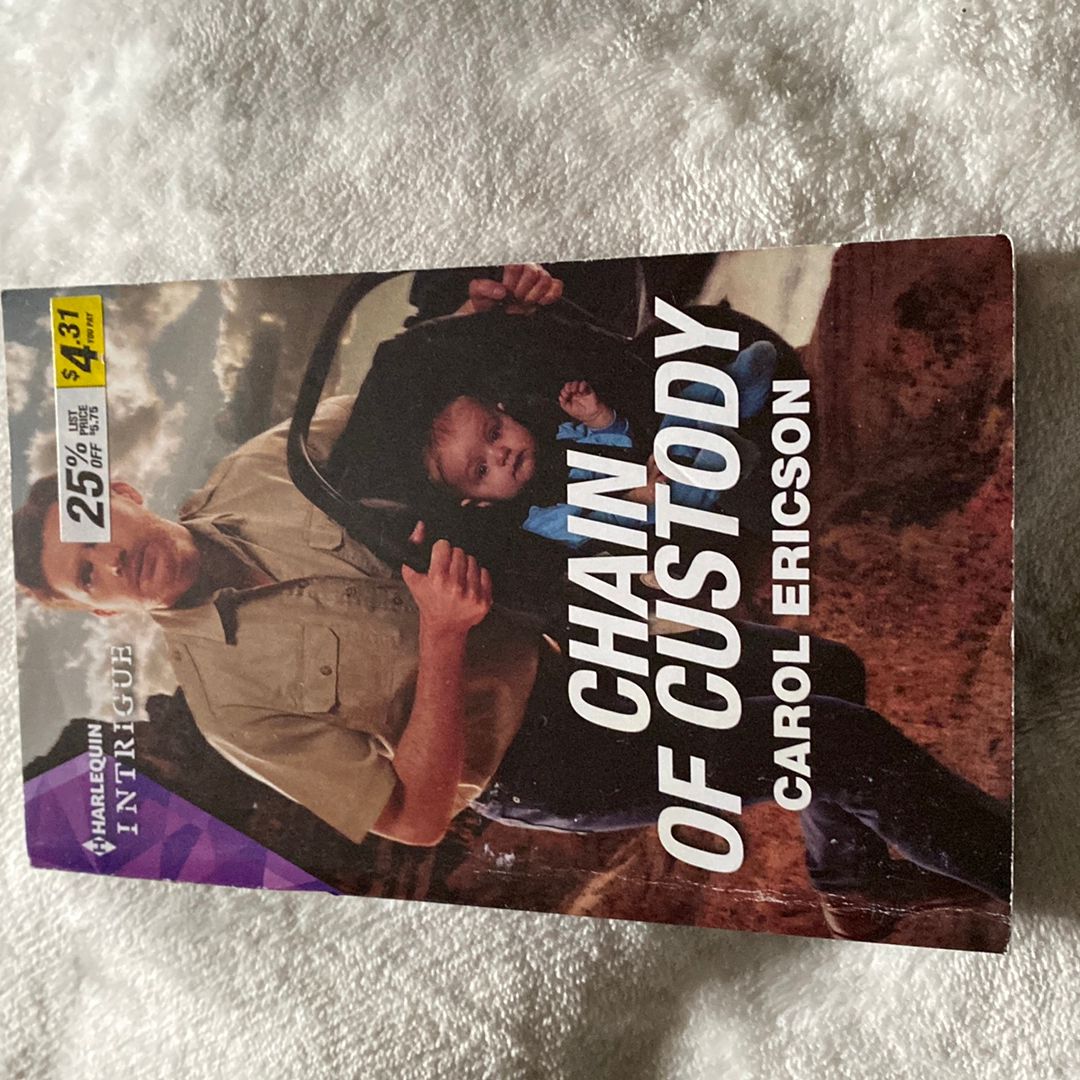 HARLEQUIN
INTRIGUE
25% OFF
LIST PRICE $5.75
$4.31
YOU PAY
CHAIN
OF CUSTODY
CAROL ERICSON